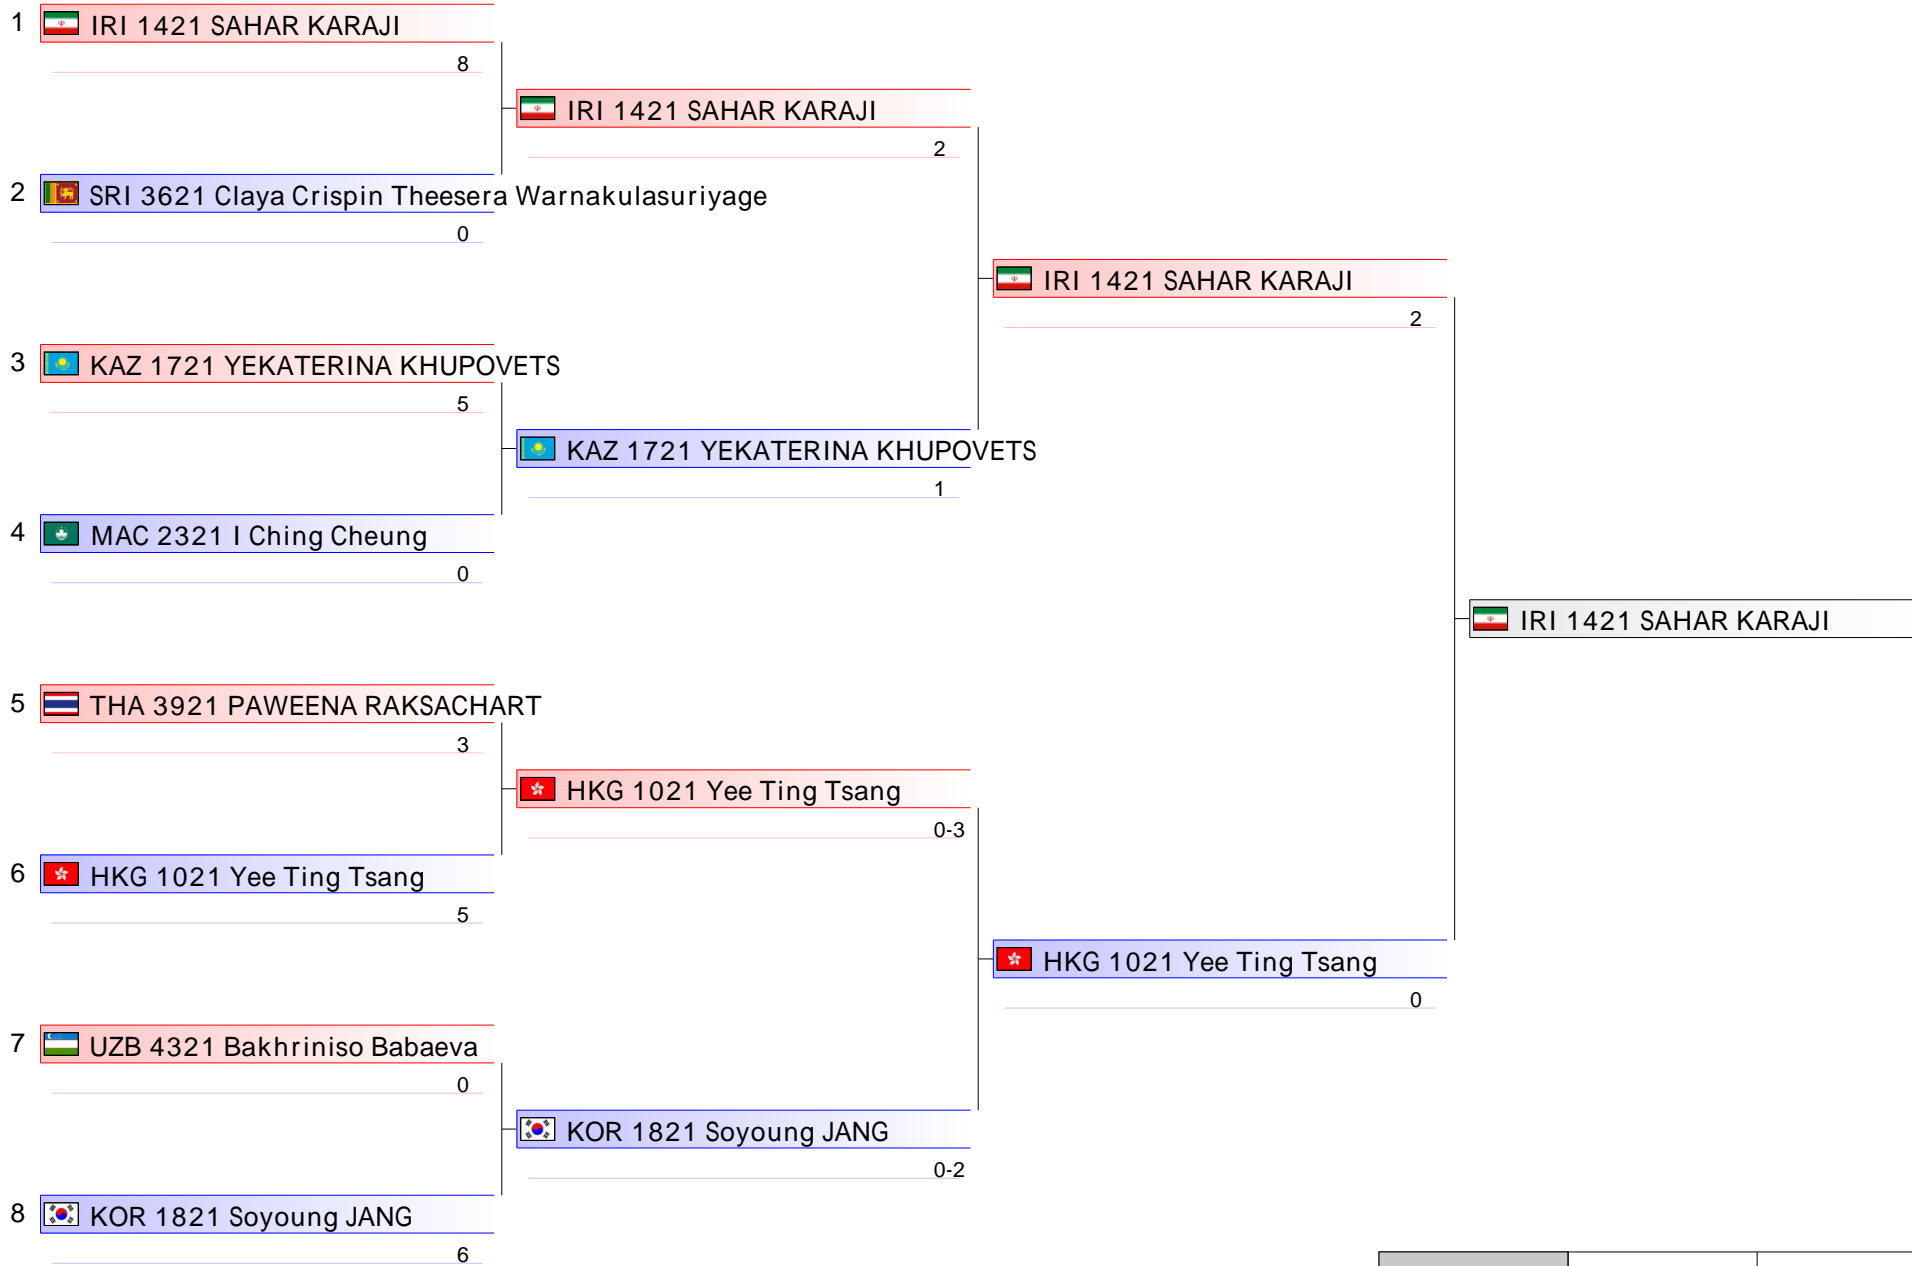 1 IRI 1421 SAHAR KARAJI
8
IRI 1421 SAHAR KARAJI
2
2 SRI 3621 Claya Crispin Theesera Warnakulasuriyage
0
IRI 1421 SAHAR KARAJI
2
3 KAZ 1721 YEKATERINA KHUPOVETS
5
KAZ 1721 YEKATERINA KHUPOVETS
1
4 MAC 2321 I Ching Cheung
0
IRI 1421 SAHAR KARAJI
5 THA 3921 PAWEENA RAKSACHART
3
HKG 1021 Yee Ting Tsang
0-3
6 HKG 1021 Yee Ting Tsang
5
HKG 1021 Yee Ting Tsang
0
7 UZB 4321 Bakhriniso Babaeva
0
KOR 1821 Soyoung JANG
0-2
8 KOR 1821 Soyoung JANG
6